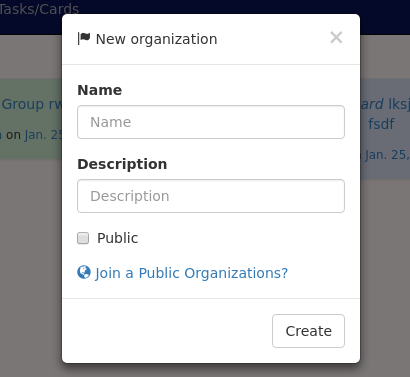 Tasks/Cards
New organization
×
Group rw
on Jan. 25
ard lksj
fsdf
Jan. 25,
Name
Name
Description
Description
Public
Join a Public Organizations?
Create